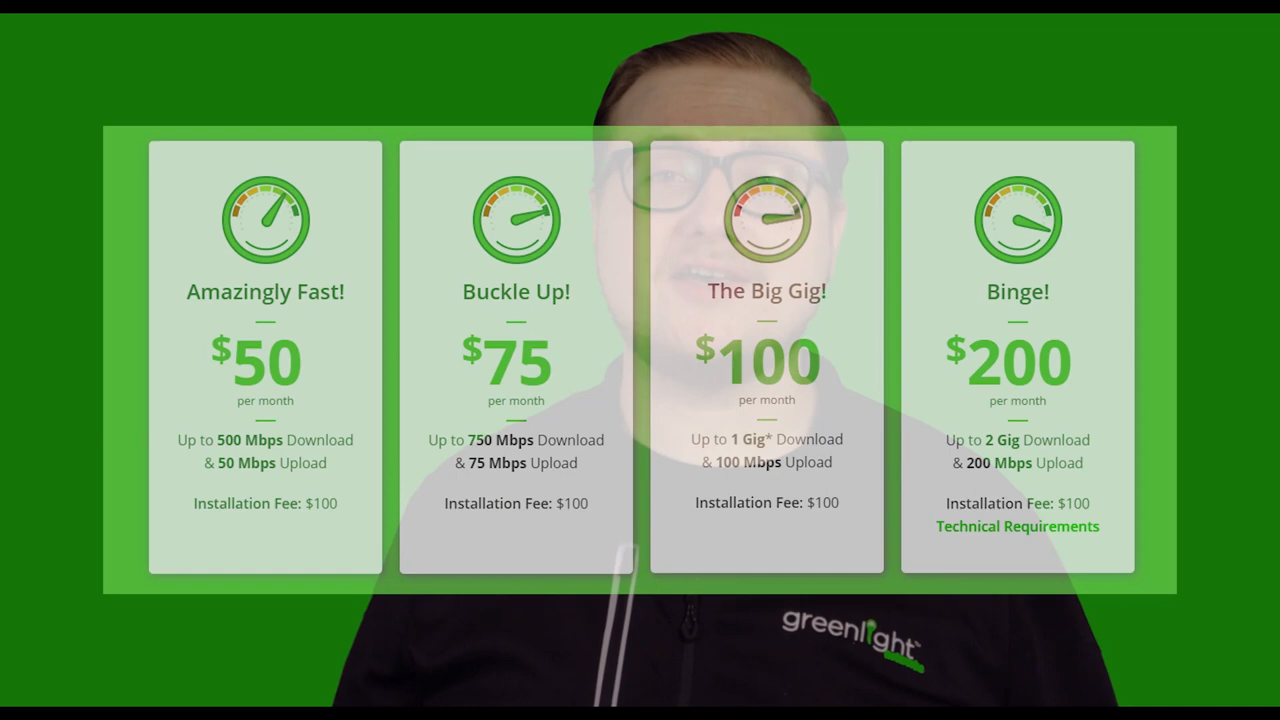 Amazingly Fast!
$50
per month
Up to 500 Mbps Download
& 50 Mbps Upload
Installation Fee: $100
Buckle Up!
$75
per month
Up to 750 Mbps Download
& 75 Mbps Upload
Installation Fee: $100
The Big Gig!
$100
per month
Up to 1 Gig* Download
& 100 Mbps Upload
Installation Fee: $100
Binge!
$200
per month
Up to 2 Gig Download
& 200 Mbps Upload
Installation Fee: $100
Technical Requirements
greenlight™